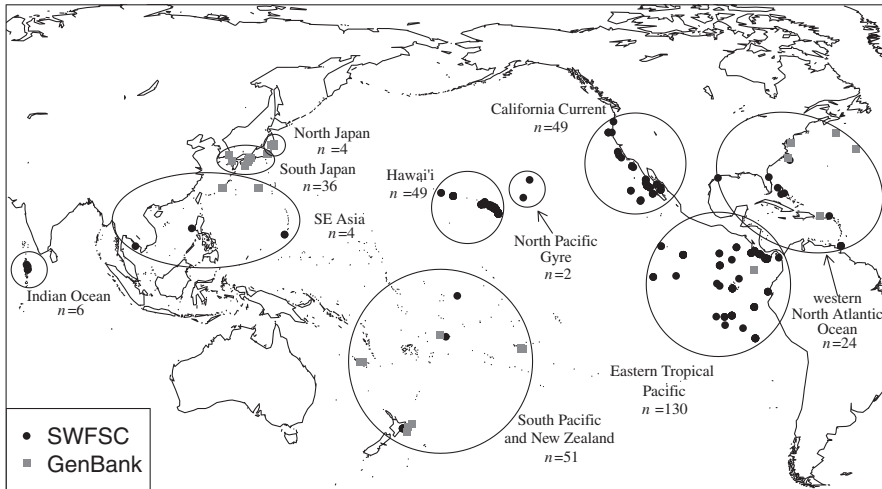 North Japan
n =4
South Japan
n=36
SE Asia
n=4
Indian Ocean
n=6
Hawai'i
n =49
California Current
n=49
North Pacific
Gyre
n=2
western
North Atlantic
Ocean
n=24
Eastern Tropical
Pacific
n =130
South Pacific
and New Zealand
n=51
SWFSC
GenBank